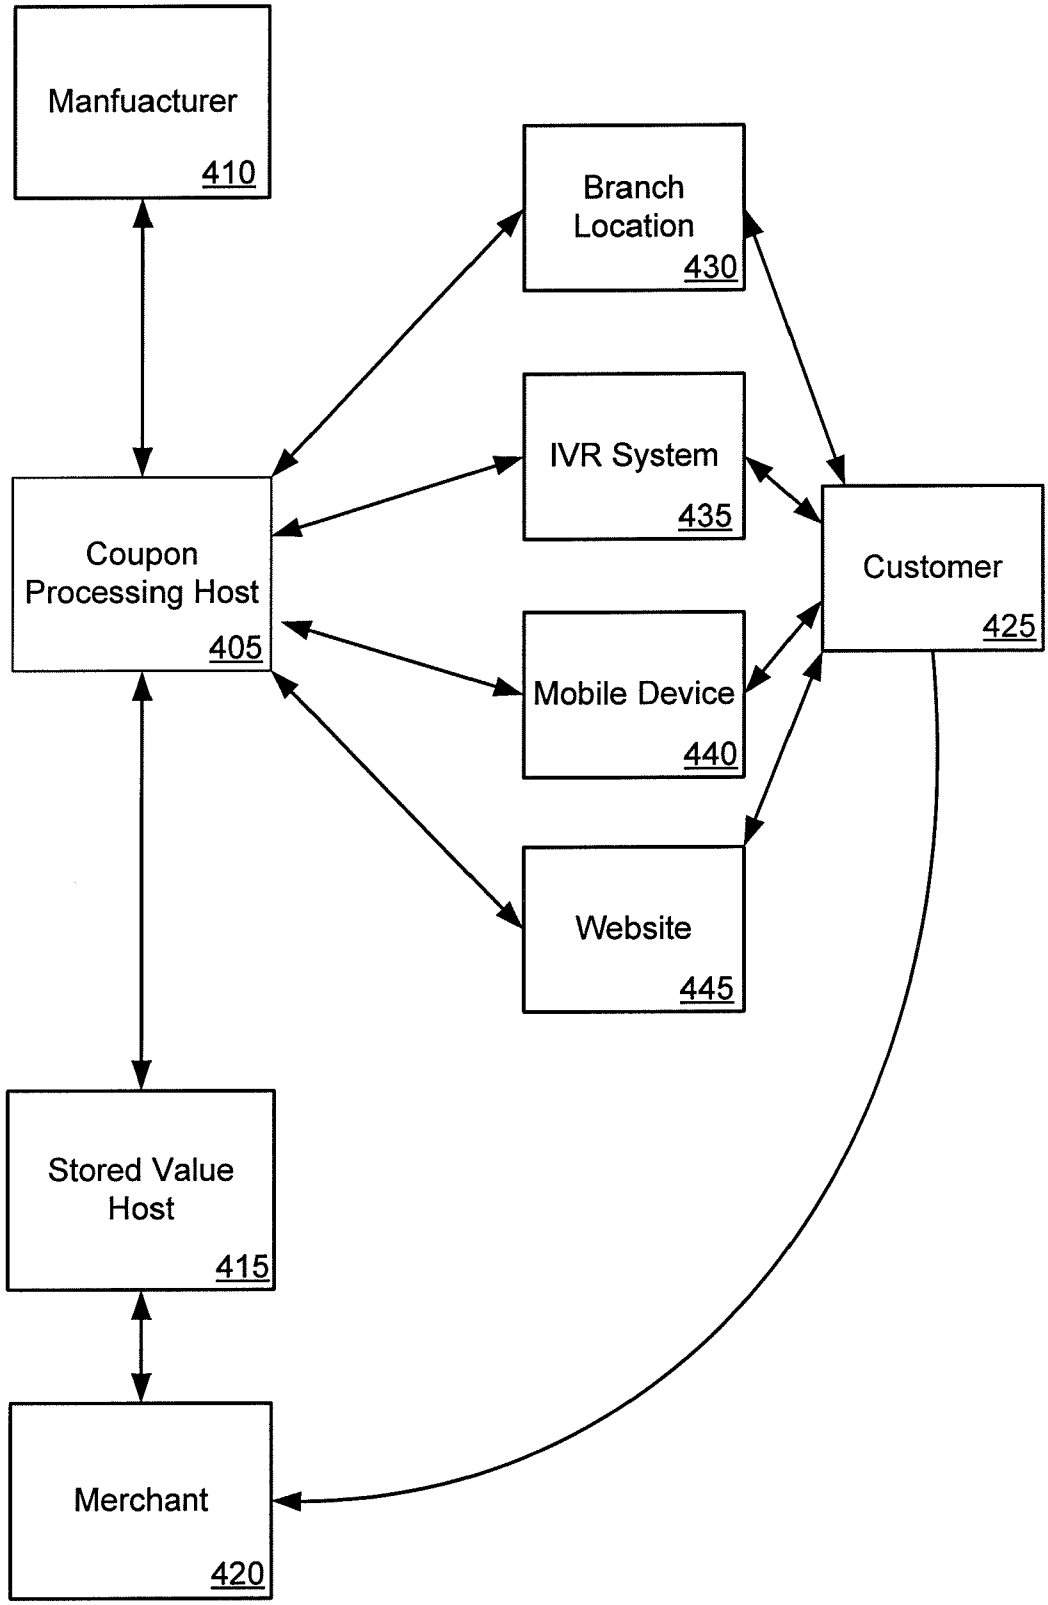 Manfuacturer
410
Branch
Location
430
IVR System
435
Coupon
Processing Host
405
Customer
425
Mobile Device
440
Website
445
Stored Value
Host
415
Merchant
420